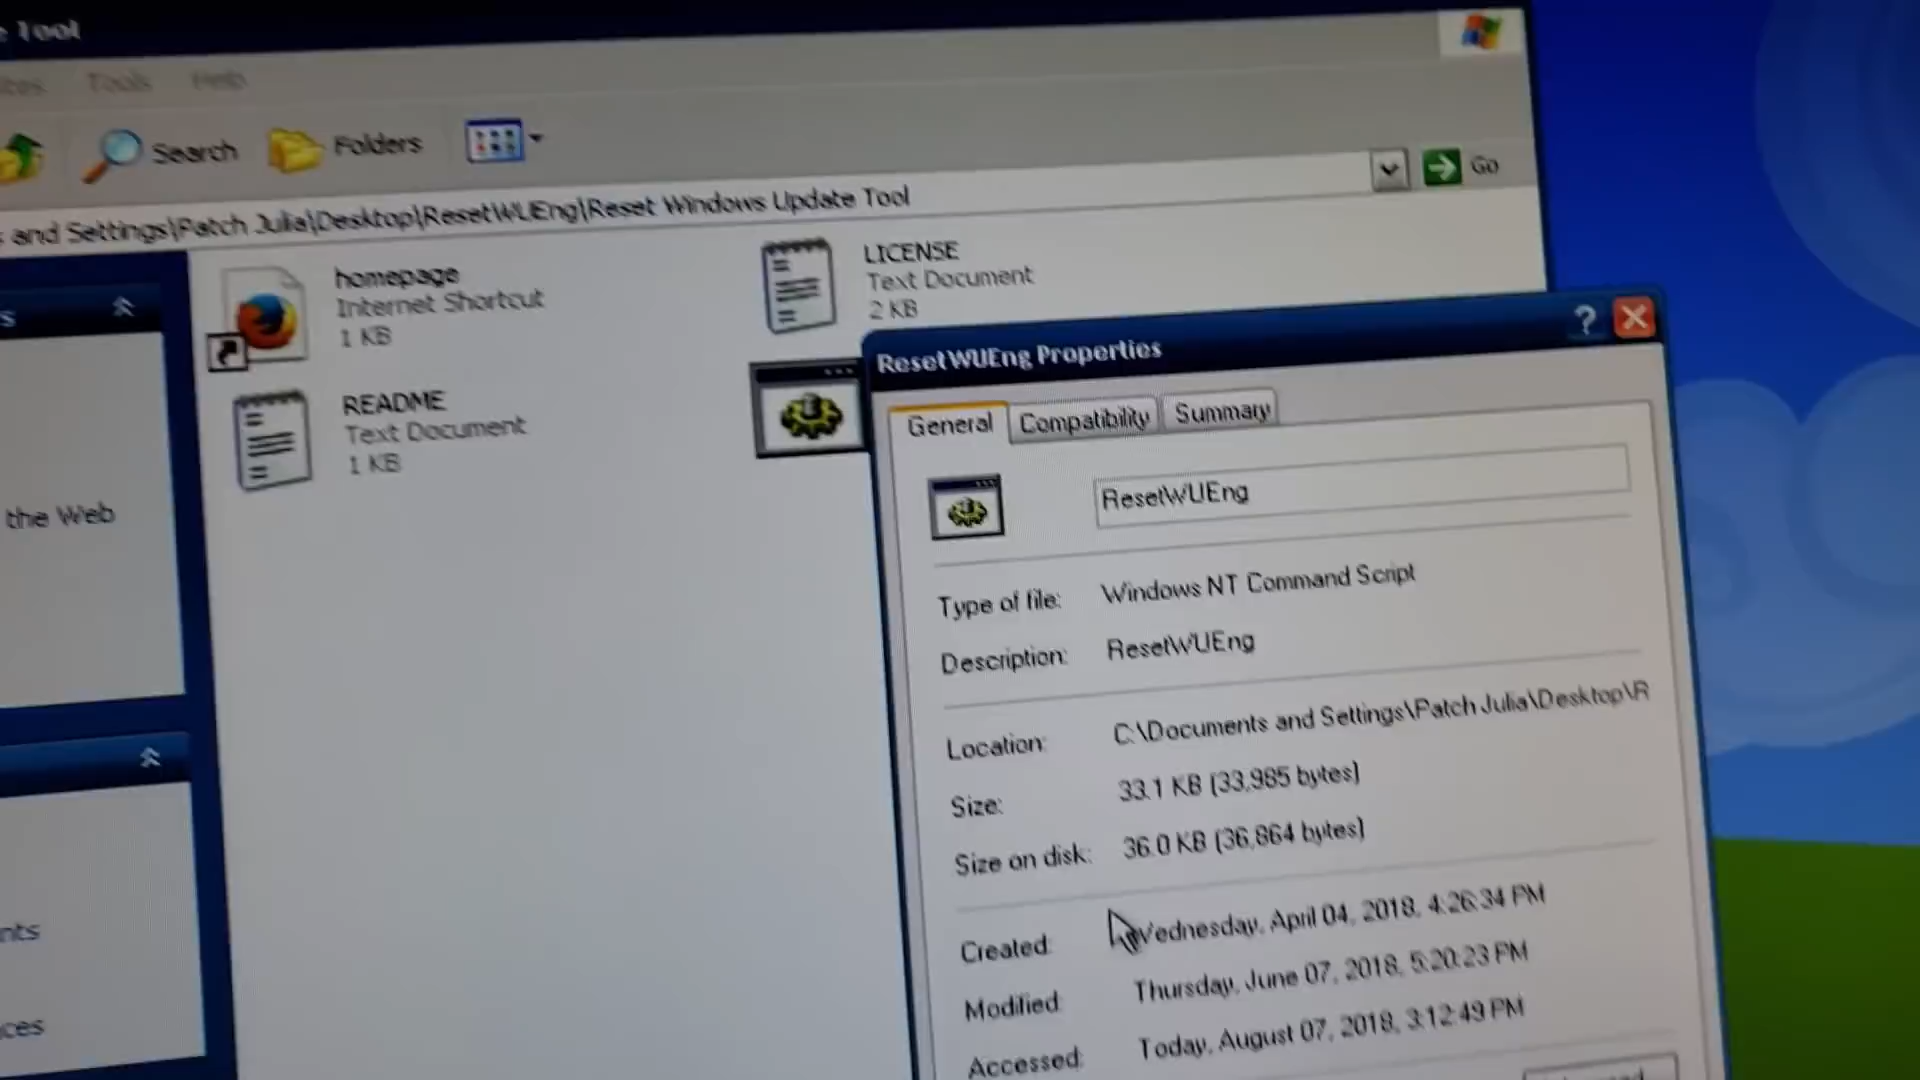 Tool
Tools Help
Search Folders
Go
and Settings\Patch Julia\Desktop\ResetWUEng\Reset Windows Update Tool
homepage
Internet Shortcut
1 KB
LICENSE
Text Document
2 KB
README
Text Document
1 KB
the Web
ResetWUEng Properties
?
General Compatibility Summary
ResetWUEng
Type of file: Windows NT Command Script
Description: ResetWUEng
Location: C:\Documents and Settings\Patch Julia\Desktop\R
Size: 33.1 KB (33,985 bytes)
Size on disk: 36.0 KB (36,864 bytes)
Created: Wednesday, April 04, 2018, 4:26:34 PM
Modified: Thursday, June 07, 2018, 5:20:23 PM
Accessed: Today, August 07, 2018, 3:12:49 PM